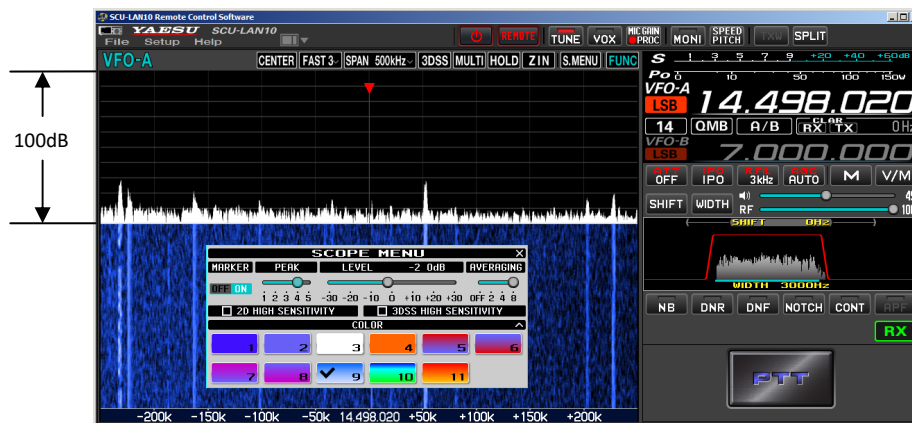 SCU-LAN10 Remote Control Software
YAESU SCU-LAN10
File Setup Help
REMOTE TUNE VOX MIC GAIN PROC MONI SPEED PITCH TXW SPLIT
VFO-A CENTER FAST 3 SPAN 500kHz 3DSS MULTI HOLD ZIN S.MENU FUNC
S 1 3 5 7 9 +20 +40 +60dB
Po 0 10 50 100 150W
VFO-A
LSB 14.498.020
14 QMB A/B CLAR RX TX 0Hz
VFO-B
LSB 7.000.000
100dB
ATT OFF IPO IPO 3kHz AGC AUTO M V/M
SHIFT WIDTH
RF
SHIFT 0Hz
WIDTH 3000Hz
SCOPE MENU X
MARKER PEAK LEVEL -2 0dB AVERAGING
OFF ON
1 2 3 4 5 -30 -20 -10 0 +10 +20 +30 OFF 2 4 8
2D HIGH SENSITIVITY 3DSS HIGH SENSITIVITY
COLOR
1 2 3 4 5 6
7 8 9 10 11
NB DNR DNF NOTCH CONT APF
RX
PTT
-200k -150k -100k -50k 14.498.020 +50k +100k +150k +200k